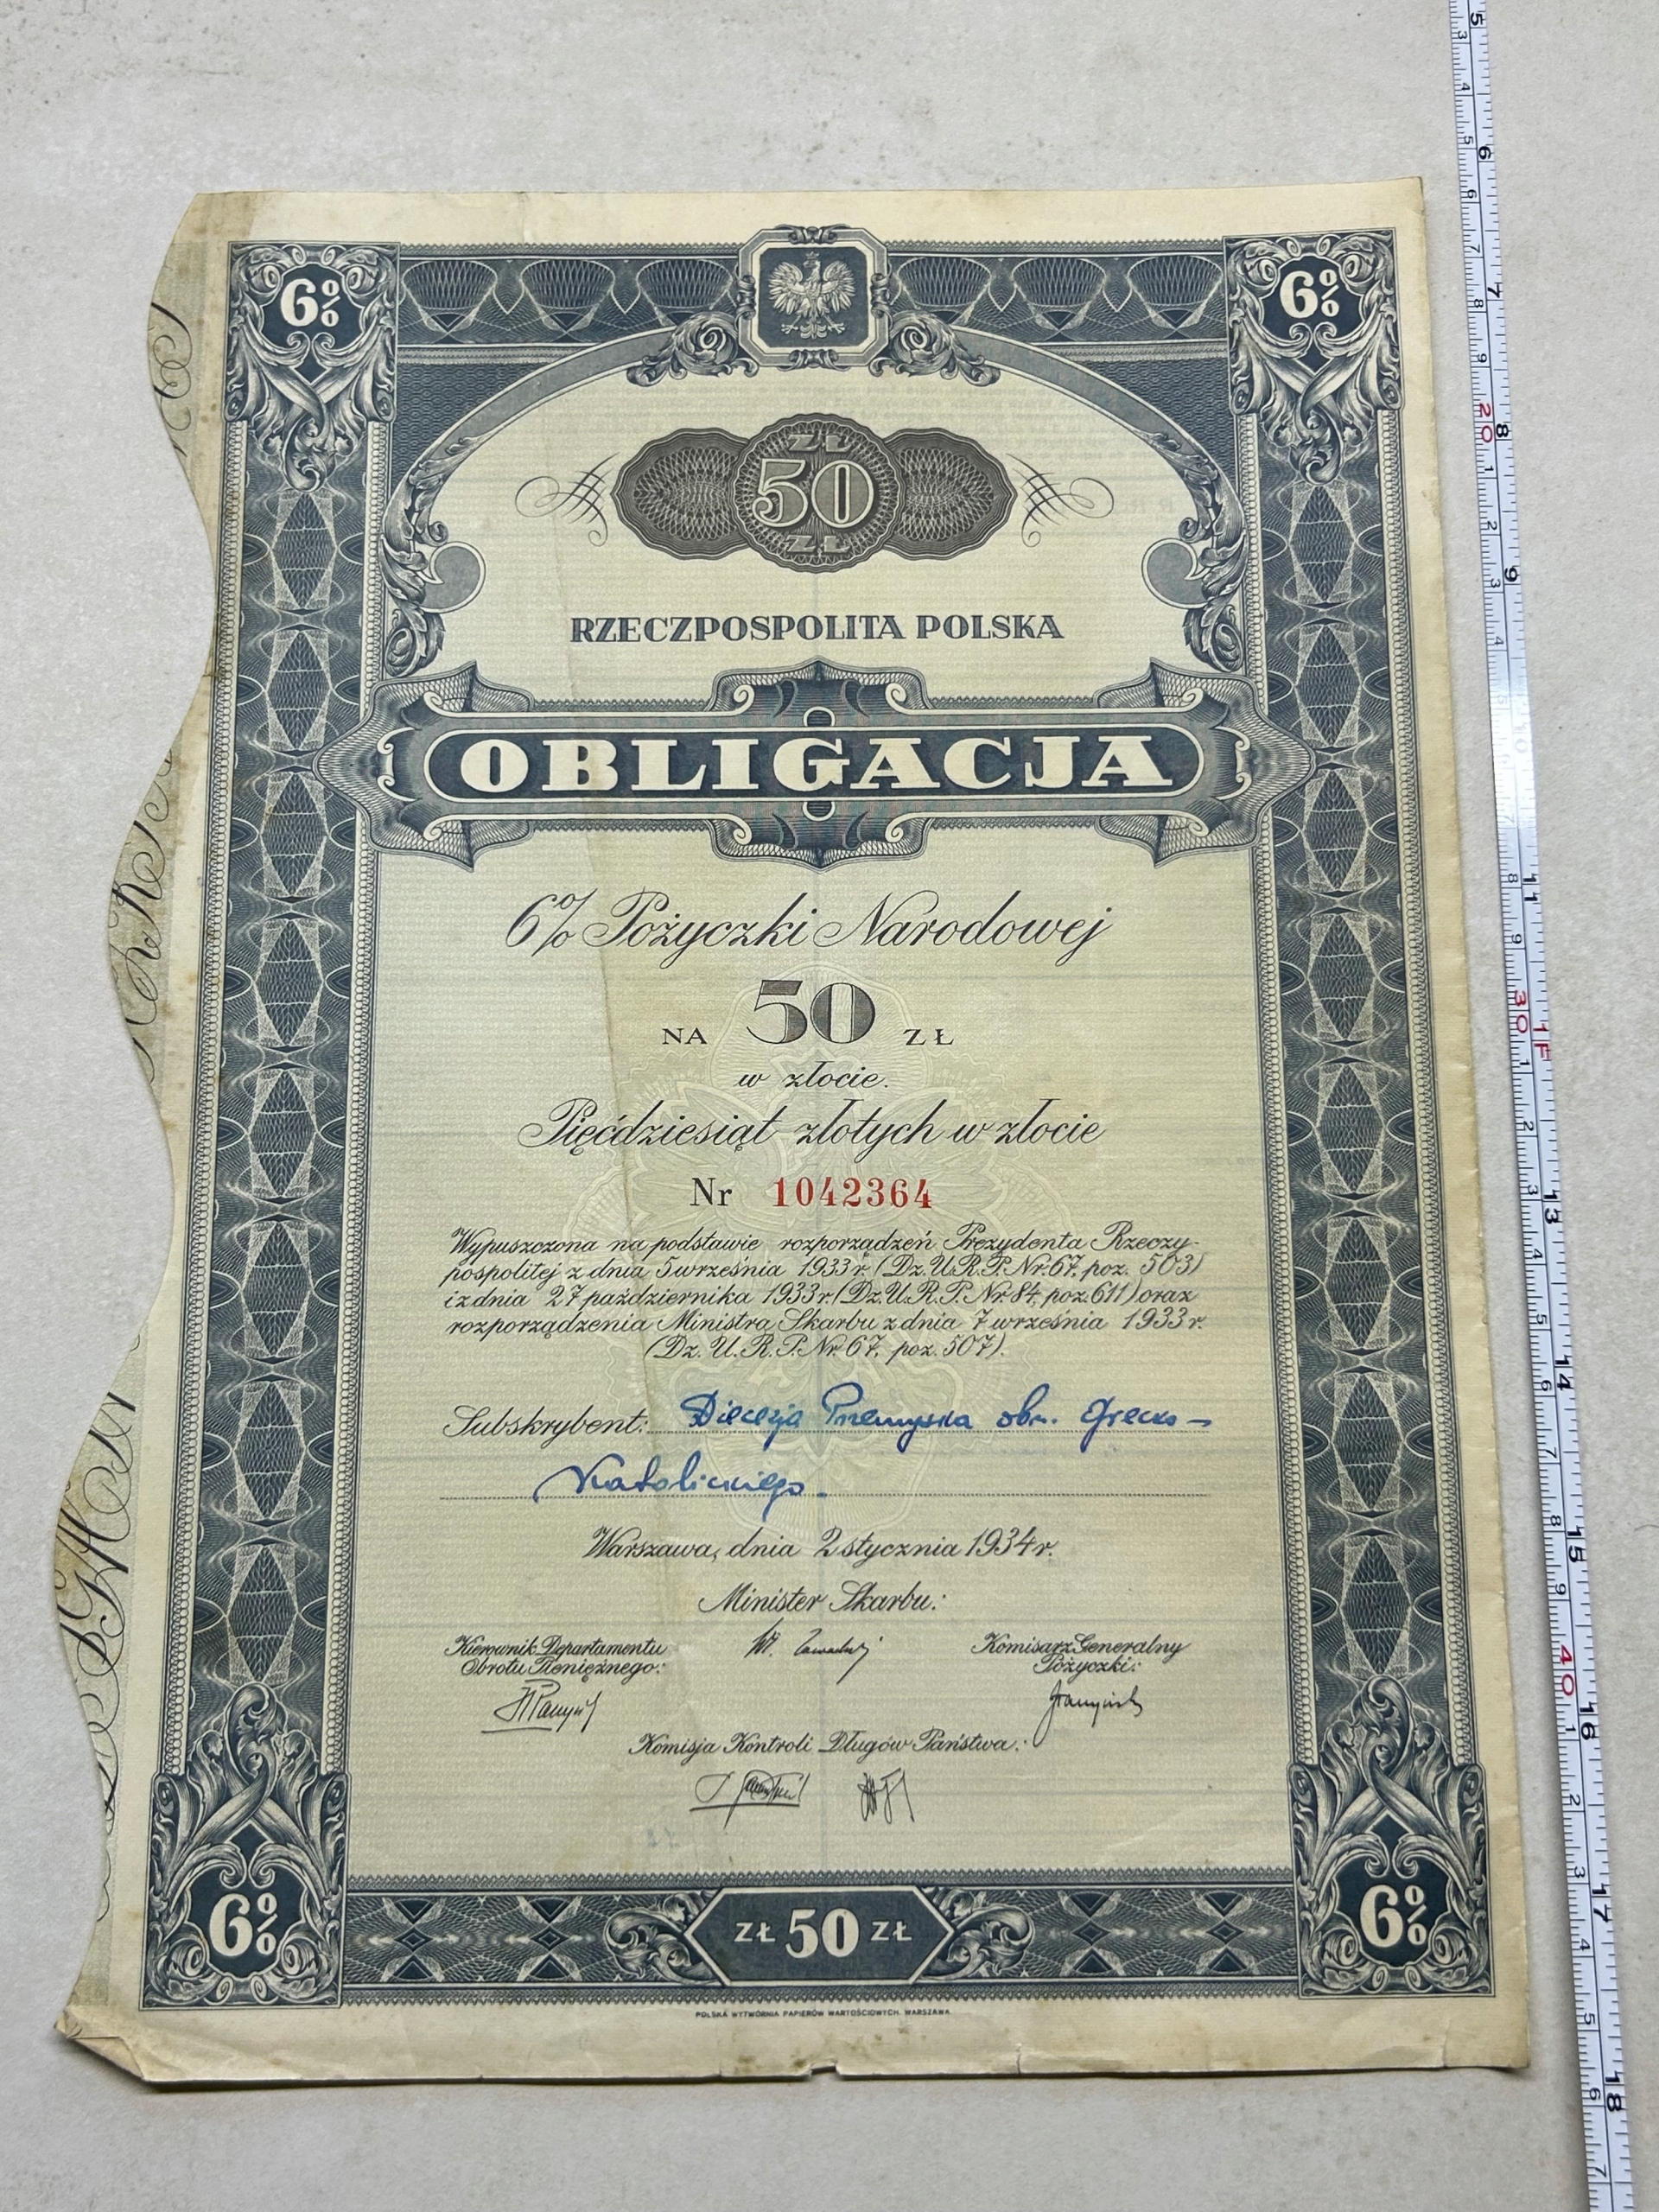 6%
6%
ZŁ
50
ZŁ
RZECZPOSPOLITA POLSKA
OBLIGACJA
6% Pożyczki Narodowej
NA 50 ZŁ
w złocie.
Pięćdziesiąt złotych w złocie
Nr 1042364
Wypuszczona na podstawie rozporządzeń Prezydenta Rzeczy-
pospolitej z dnia 5 września 1933 r. (Dz. U. R. P. Nr. 67, poz. 503)
i z dnia 27 października 1933 r. (Dz. U. R. P. Nr. 84, poz. 611) oraz
rozporządzenia Ministra Skarbu z dnia 7 września 1933 r.
(Dz. U. R. P. Nr. 67, poz. 507).
Subskrybent: Diecezja Przemyska obrz. Grecko-
Katolickiego.
Warszawa, dnia 2 stycznia 1934 r.
Minister Skarbu:
Kierownik Departamentu
Obrotu Pieniężnego:
Komisarz Generalny
Pożyczki:
Komisja Kontroli Długów Państwa:
6%
ZŁ 50 ZŁ
6%
POLSKA WYTWÓRNIA PAPIERÓW WARTOŚCIOWYCH. WARSZAWA.